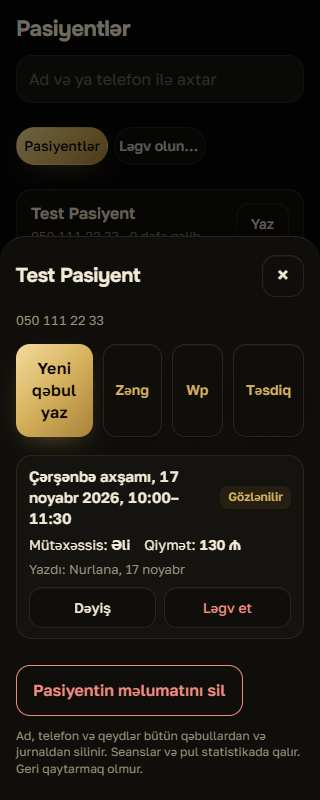 Pasiyentlər
Ad və ya telefon ilə axtar
Pasiyentlər
Ləğv olun...
Test Pasiyent
Yaz
Test Pasiyent
×
050 111 22 33
Yeni
qəbul
yaz
Zəng
Wp
Təsdiq
Çərşənbə axşamı, 17
noyabr 2026, 10:00–
11:30
Gözlənilir
Mütəxəssis: Əli Qiymət: 130 ₼
Yazdı: Nurlana, 17 noyabr
Dəyiş
Ləğv et
Pasiyentin məlumatını sil
Ad, telefon və qeydlər bütün qəbullardan və
jurnaldan silinir. Seanslar və pul statistikada qalır.
Geri qaytarmaq olmur.